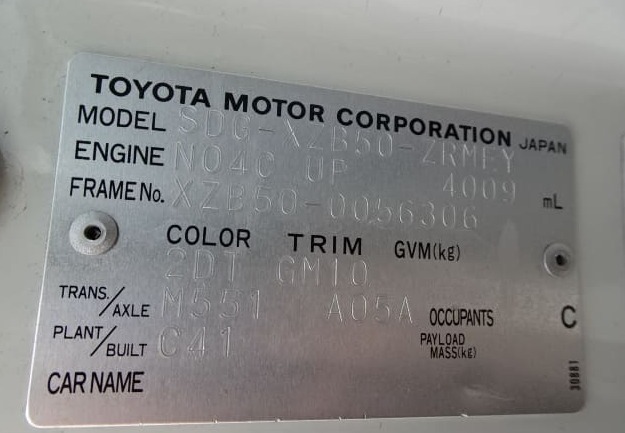 TOYOTA MOTOR CORPORATION JAPAN
MODEL SDG-XZB50-ZRMEY
ENGINE N04C UP 4009 mL
FRAME No. XZB50-0056306
COLOR TRIM GVM(kg)
2DT GM10
TRANS./AXLE M551 A05A OCCUPANTS C
PLANT/BUILT C41 PAYLOAD MASS(kg)
CAR NAME
30881